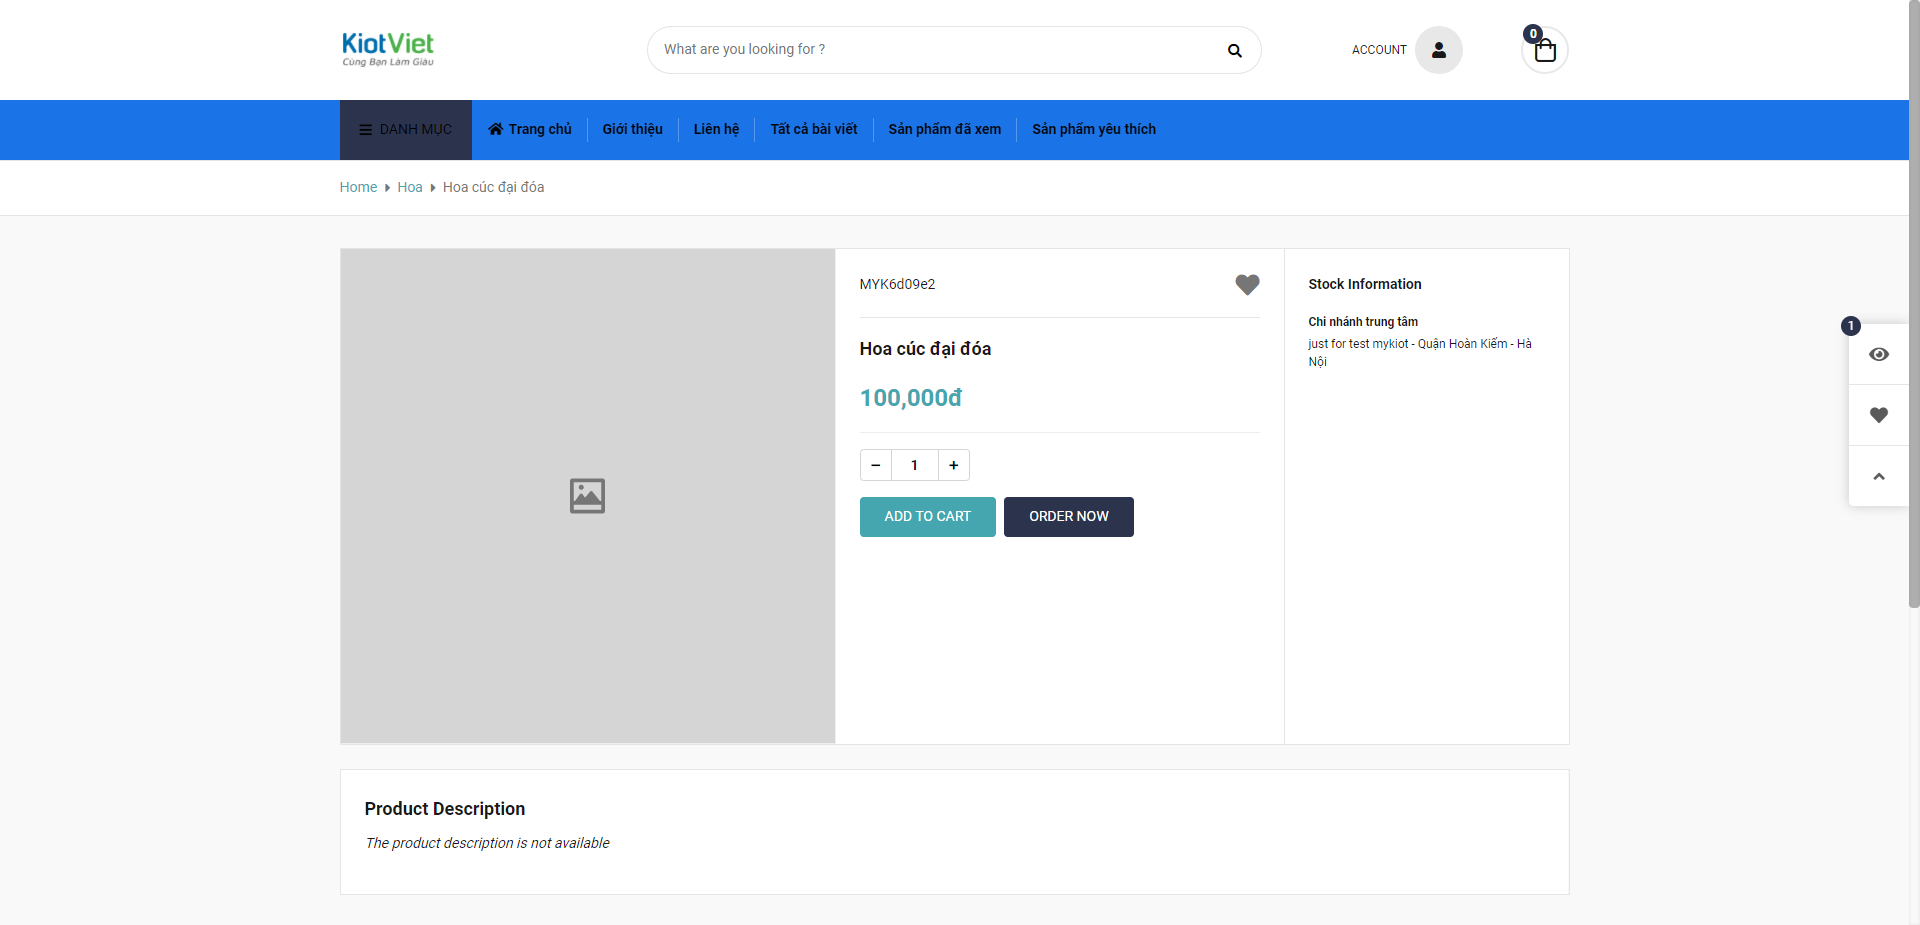 KiotViet
Cùng Bạn Làm Giàu
What are you looking for ?
ACCOUNT
0
DANH MỤC
Trang chủ
Giới thiệu
Liên hệ
Tất cả bài viết
Sản phẩm đã xem
Sản phẩm yêu thích
Home
Hoa
Hoa cúc đại đóa
MYK6d09e2
Hoa cúc đại đóa
100,000đ
1
ADD TO CART
ORDER NOW
Stock Information
Chi nhánh trung tâm
just for test mykiot - Quận Hoàn Kiếm - Hà
Nội
1
Product Description
The product description is not available